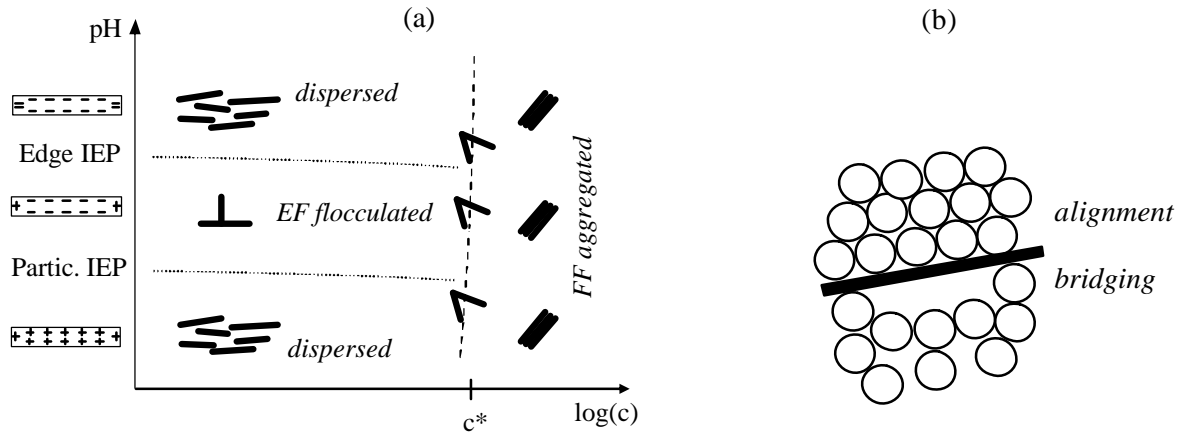 (a)
(b)
pH
dispersed
Edge IEP
EF flocculated
FF aggregated
Partic. IEP
dispersed
c*
log(c)
alignment
bridging